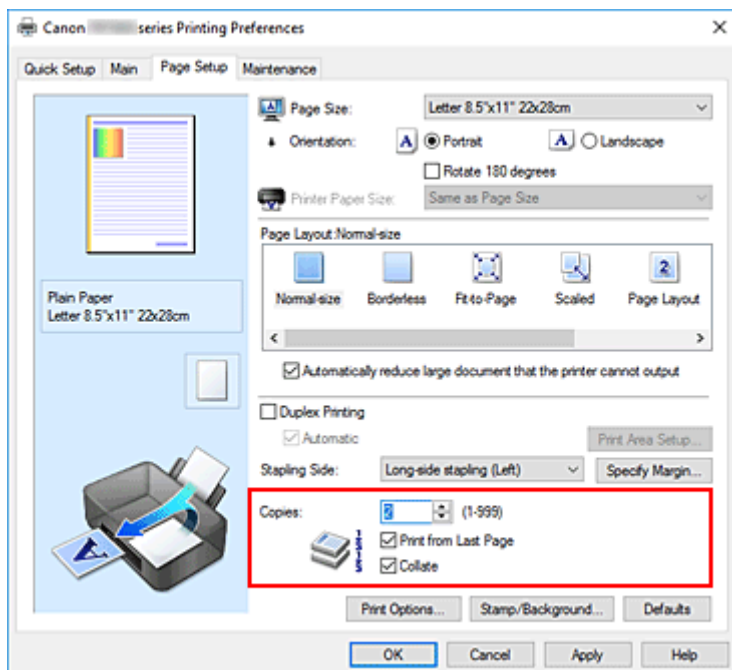 Canon series Printing Preferences
Quick Setup Main Page Setup Maintenance
Page Size: Letter 8.5"x11" 22x28cm
Orientation: A Portrait A Landscape
Rotate 180 degrees
Printer Paper Size: Same as Page Size
Page Layout:Normal-size
2
Normal-size Borderless Fit-to-Page Scaled Page Layout
Plain Paper
Letter 8.5"x11" 22x28cm
Automatically reduce large document that the printer cannot output
Duplex Printing
Automatic Print Area Setup...
Stapling Side: Long-side stapling (Left) Specify Margin...
Copies: 2 (1-999)
Print from Last Page
Collate
A
Print Options... Stamp/Background... Defaults
OK Cancel Apply Help